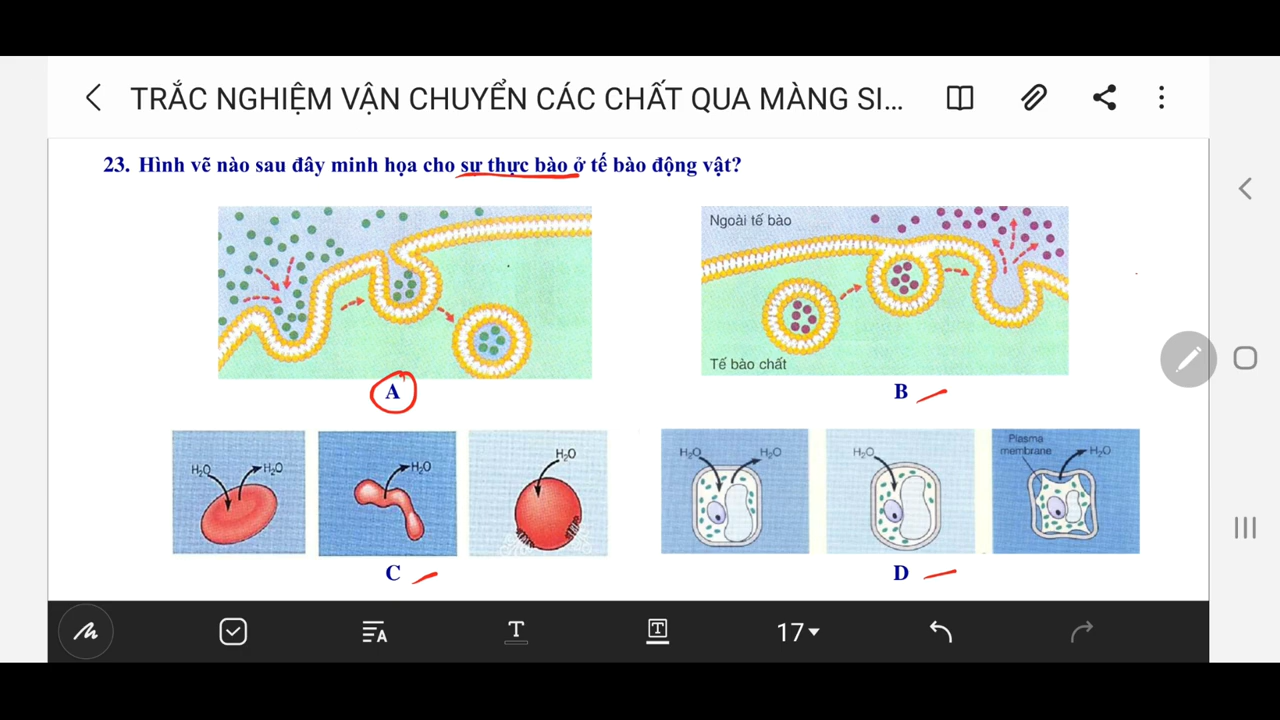 TRẮC NGHIỆM VẬN CHUYỂN CÁC CHẤT QUA MÀNG SI...
23. Hình vẽ nào sau đây minh họa cho sự thực bào ở tế bào động vật?
Ngoài tế bào
Tế bào chất
A
B
H₂O
H₂O
H₂O
H₂O
H₂O
H₂O
H₂O
Plasma
membrane
H₂O
C
D
A
T
T
17